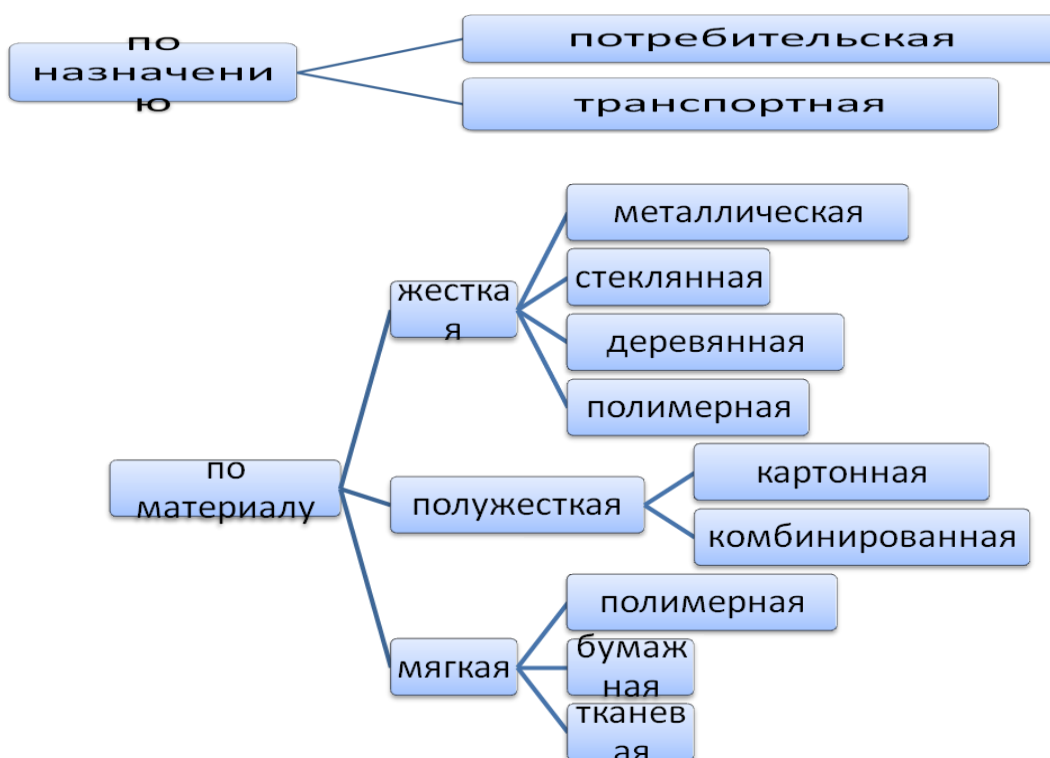 по
назначени
ю
потребительская
транспортная
металлическая
стеклянная
жестка
я
деревянная
полимерная
по
материалу
полужесткая
картонная
комбинированная
полимерная
мягкая
бумаж
ная
тканев
ая